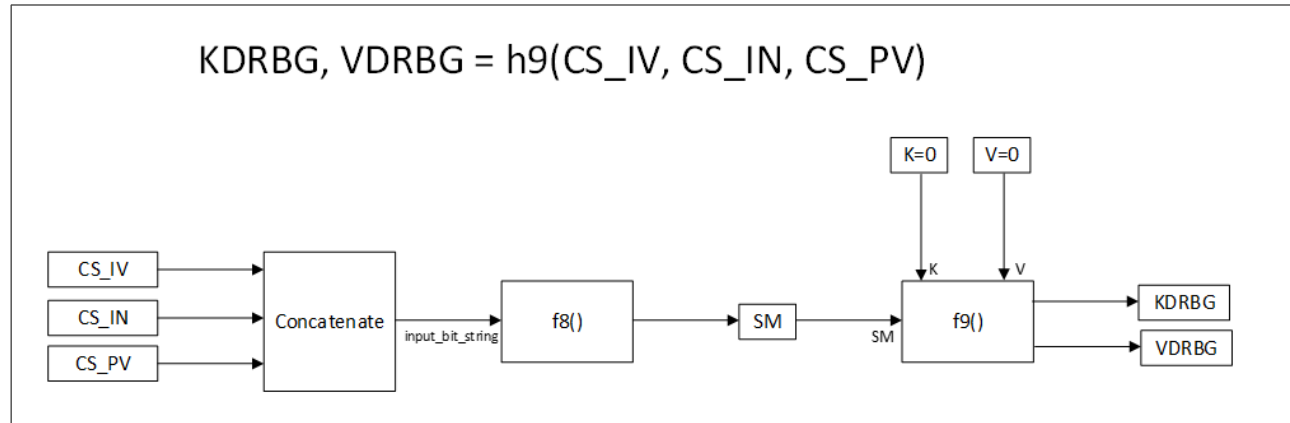 KDRBG, VDRBG = h9(CS_IV, CS_IN, CS_PV)
K=0
V=0
K
V
CS_IV
CS_IN
CS_PV
Concatenate
input_bit_string
f8()
SM
SM
f9()
KDRBG
VDRBG